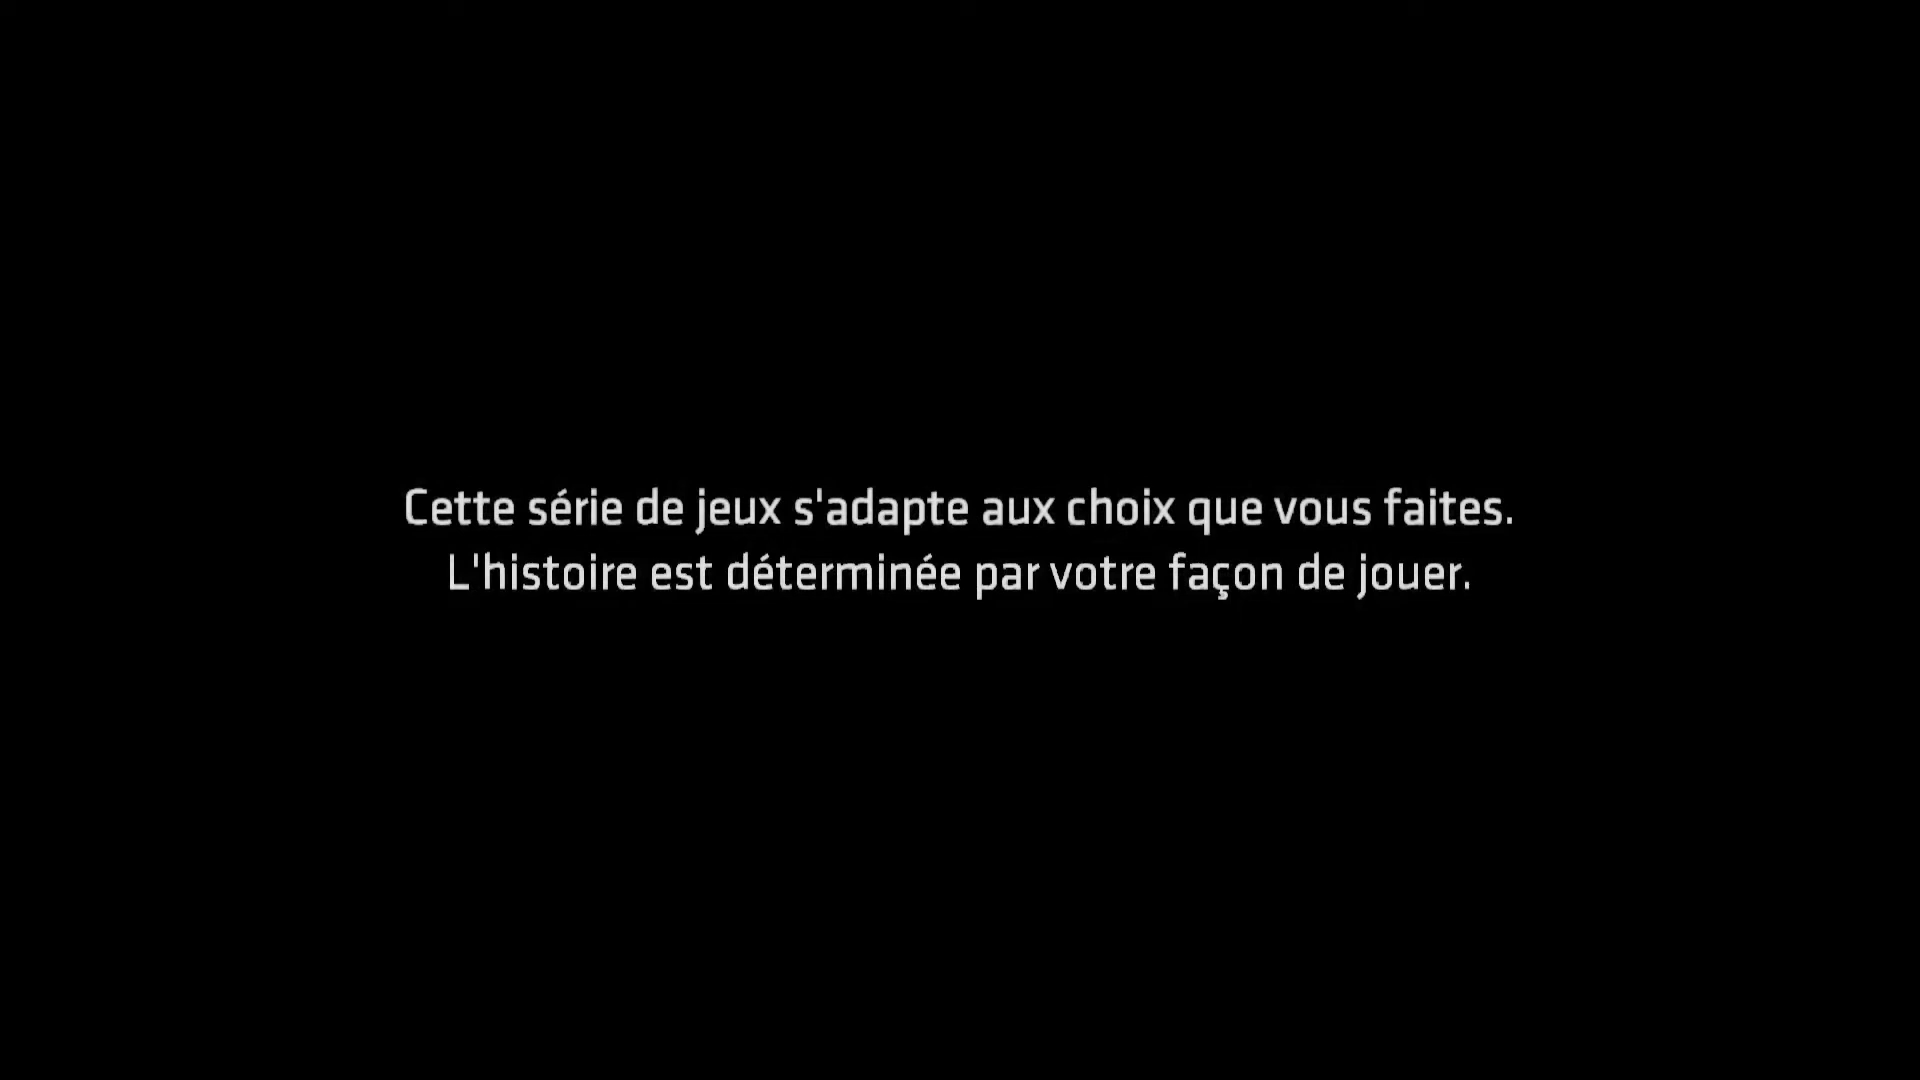 Cette série de jeux s'adapte aux choix que vous faites.
L'histoire est déterminée par votre façon de jouer.